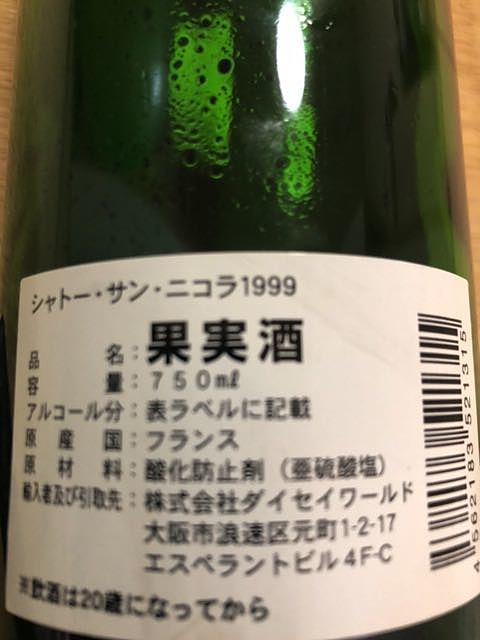 シャトー・サン・ニコラ1999
品名：果実酒
容量：750㎖
アルコール分：表ラベルに記載
原産国：フランス
原材料：酸化防止剤（亜硫酸塩）
輸入者及び引取先：株式会社ダイセイワールド
大阪市浪速区元町1-2-17
エスペラントビル4F-C
※飲酒は20歳になってから
4562183521315